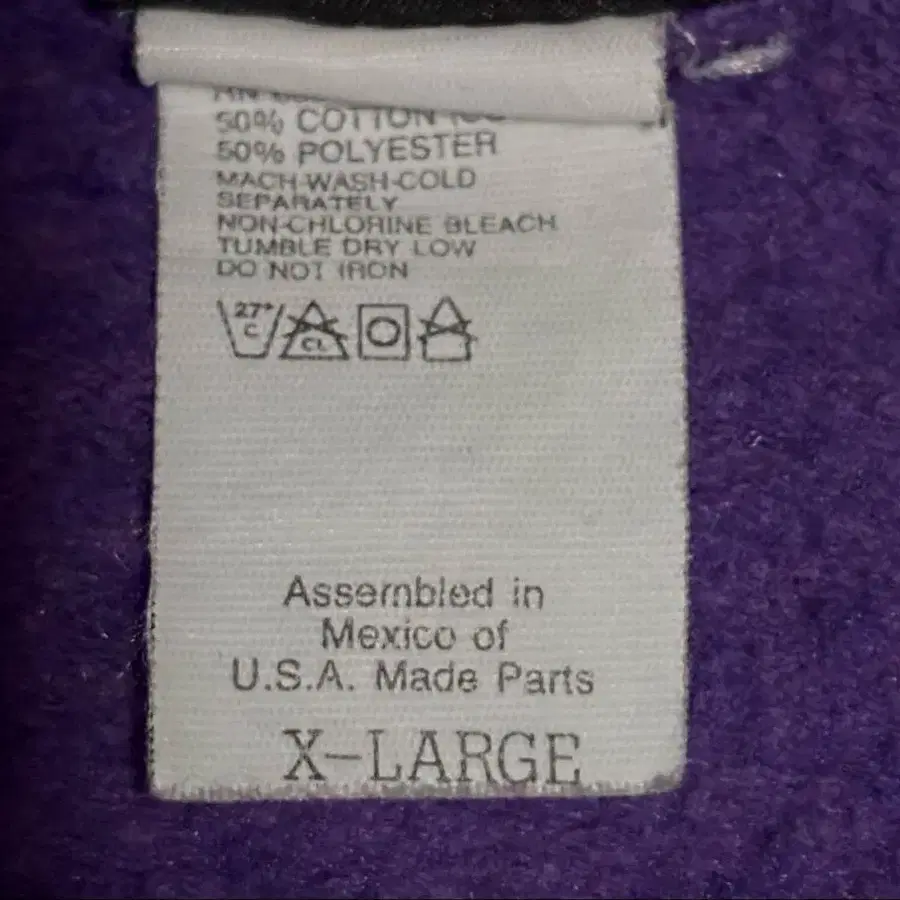 50% COTTON
50% POLYESTER
MACH-WASH-COLD
SEPARATELY
NON-CHLORINE BLEACH
TUMBLE DRY LOW
DO NOT IRON
27°
C
CL
Assembled in
Mexico of
U.S.A. Made Parts
X-LARGE